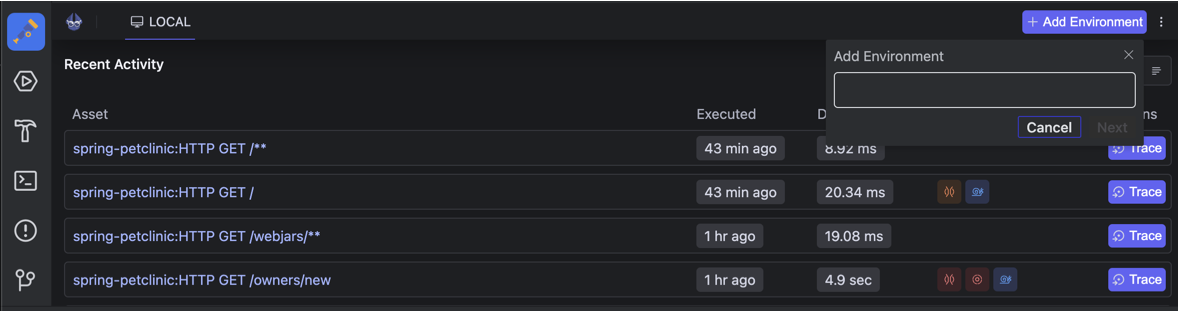 LOCAL
+ Add Environment
Recent Activity
Add Environment
Asset
Executed
Cancel
Next
spring-petclinic:HTTP GET /**
43 min ago
8.92 ms
Trace
spring-petclinic:HTTP GET /
43 min ago
20.34 ms
Trace
spring-petclinic:HTTP GET /webjars/**
1 hr ago
19.08 ms
Trace
spring-petclinic:HTTP GET /owners/new
1 hr ago
4.9 sec
Trace